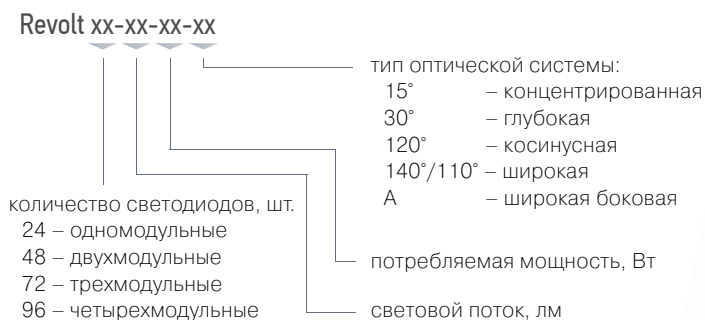 Revolt xx-xx-xx-xx
тип оптической системы:
15° – концентрированная
30° – глубокая
120° – косинусная
140°/110° – широкая
А – широкая боковая
количество светодиодов, шт.
24 – одномодульные
48 – двухмодульные
72 – трехмодульные
96 – четырехмодульные
потребляемая мощность, Вт
световой поток, лм